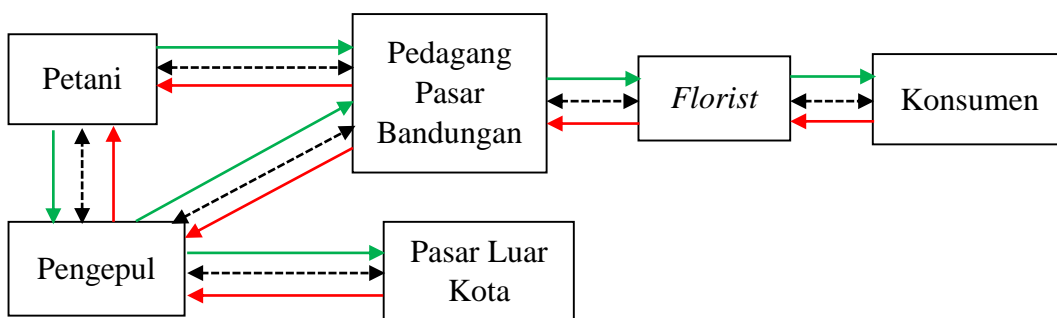 Petani
Pedagang
Pasar
Bandungan
Florist
Konsumen
Pengepul
Pasar Luar
Kota